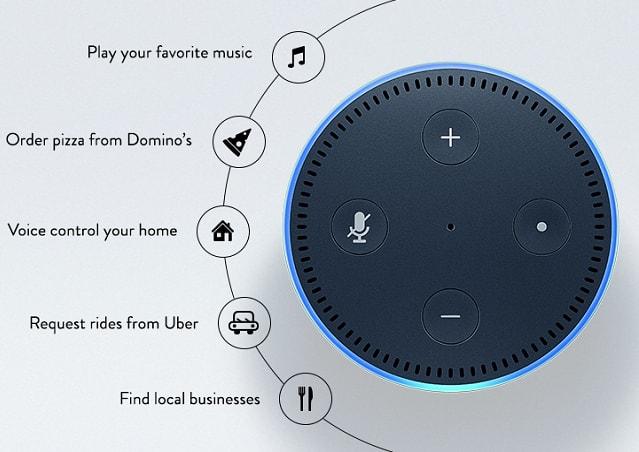 Play your favorite music
Order pizza from Domino's
Voice control your home
Request rides from Uber
Find local businesses